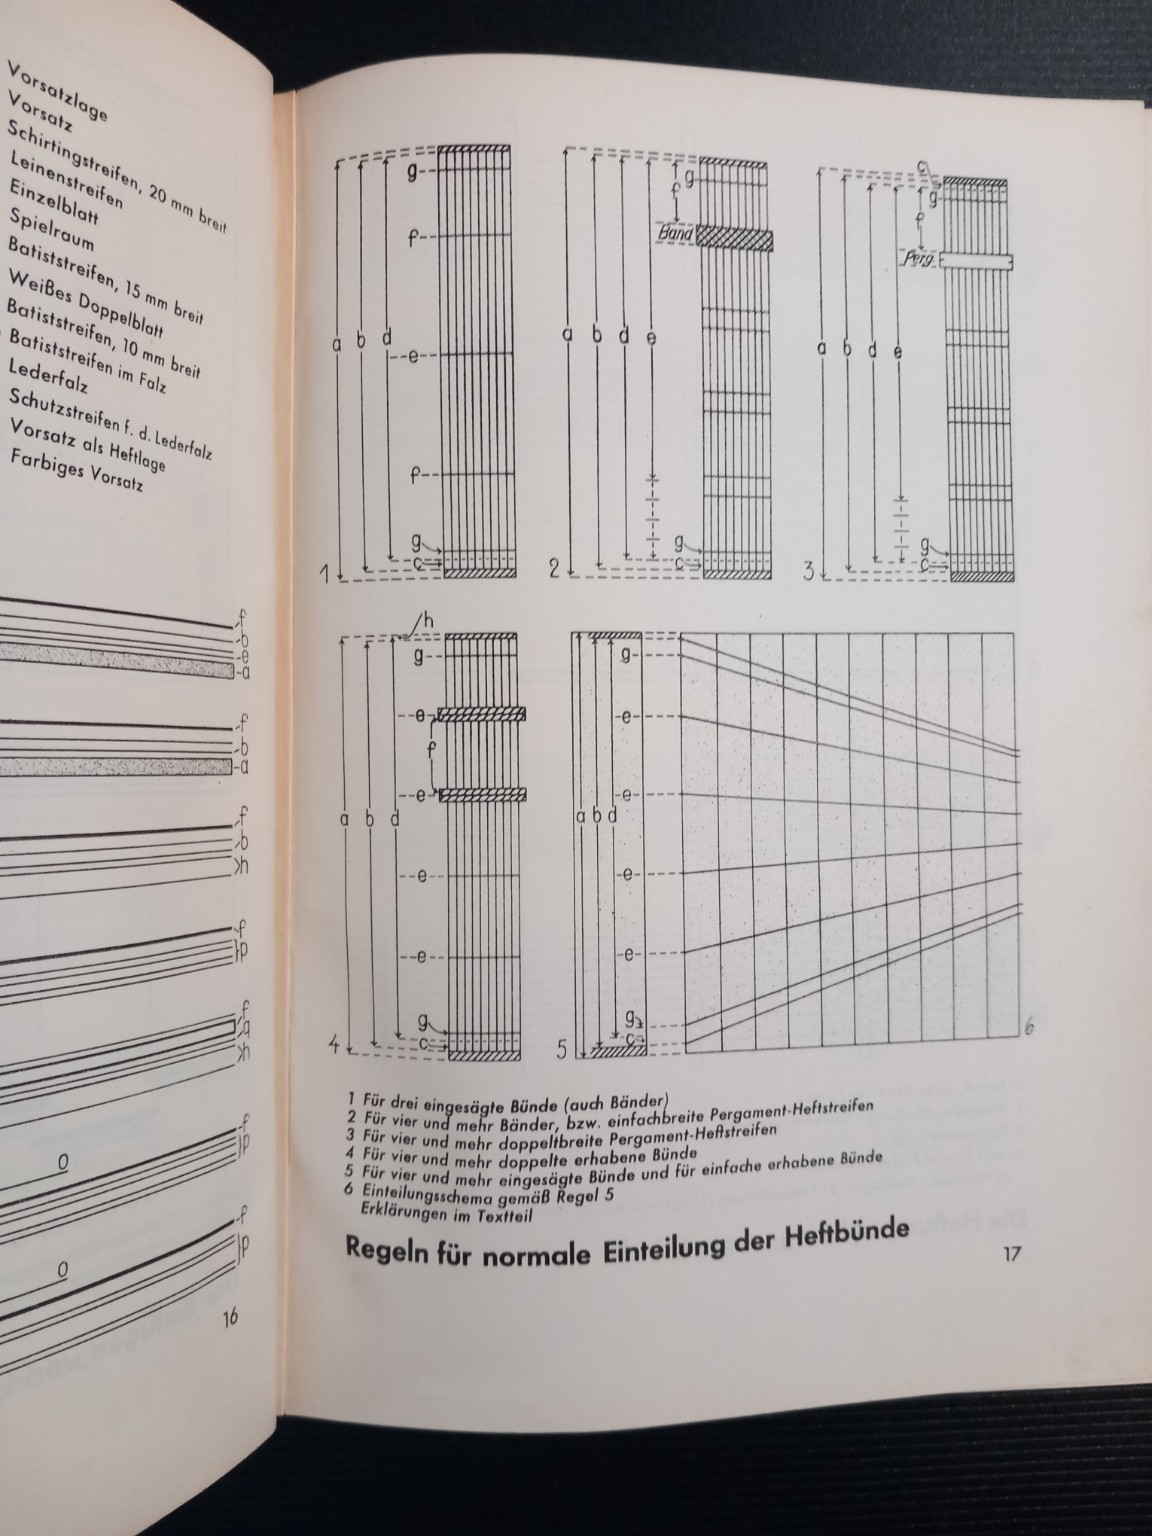 Vorsatzlage
Vorsatz
Schirtingstreifen, 20 mm breit
Leinenstreifen
Einzelblatt
Spielraum
Batiststreifen, 15 mm breit
Weißes Doppelblatt
Batiststreifen, 10 mm breit
Batiststreifen im Falz
Lederfalz
Schutzstreifen f. d. Lederfalz
Vorsatz als Heftlage
Farbiges Vorsatz
f
b
e
a
f
b
a
f
b
h
f
p
f
g
h
f
p
o
f
p
o
16
g
f
a b d
e
f
g
c
1
g
f
Band
a b d e
g
c
2
c
g
f
Perg.
a b d e
g
c
3
h
g
e
f
e
a b d
e
e
g
c
4
g
e
e
a b d
e
e
g
c
5
6
1 Für drei eingesägte Bünde (auch Bänder)
2 Für vier und mehr Bänder, bzw. einfachbreite Pergament-Heftstreifen
3 Für vier und mehr doppeltbreite Pergament-Heftstreifen
4 Für vier und mehr doppelte erhabene Bünde
5 Für vier und mehr eingesägte Bünde und für einfache erhabene Bünde
6 Einteilungsschema gemäß Regel 5
Erklärungen im Textteil
Regeln für normale Einteilung der Heftbünde
17